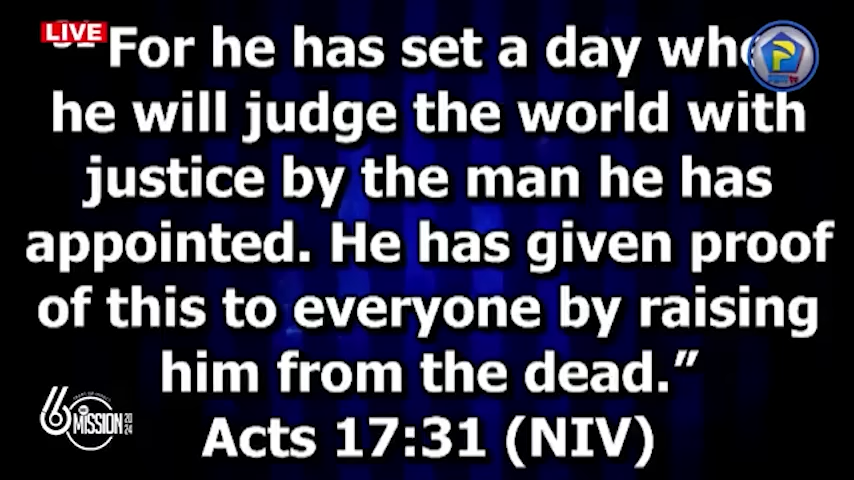 LIVE
"For he has set a day whe
he will judge the world with
justice by the man he has
appointed. He has given proof
of this to everyone by raising
him from the dead.”
Acts 17:31 (NIV)
6
MISSION
2024